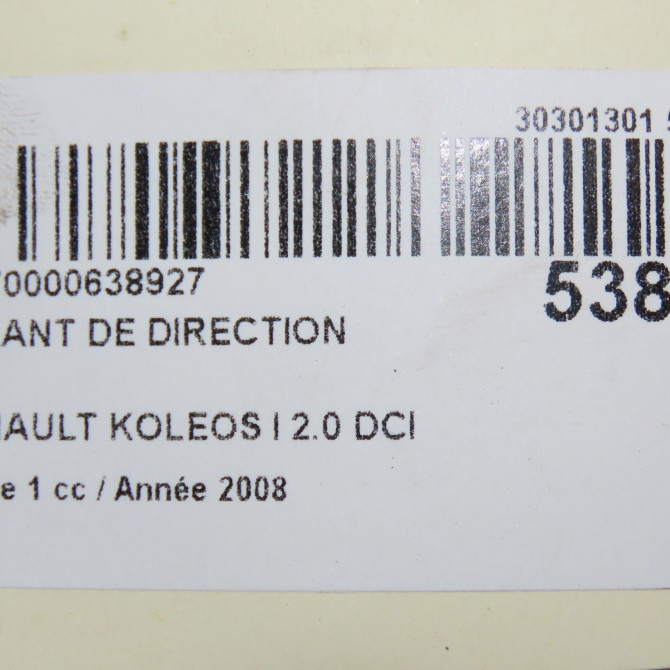 30301301
70000638927
538
ANT DE DIRECTION
AULT KOLEOS I 2.0 DCI
e 1 cc / Année 2008